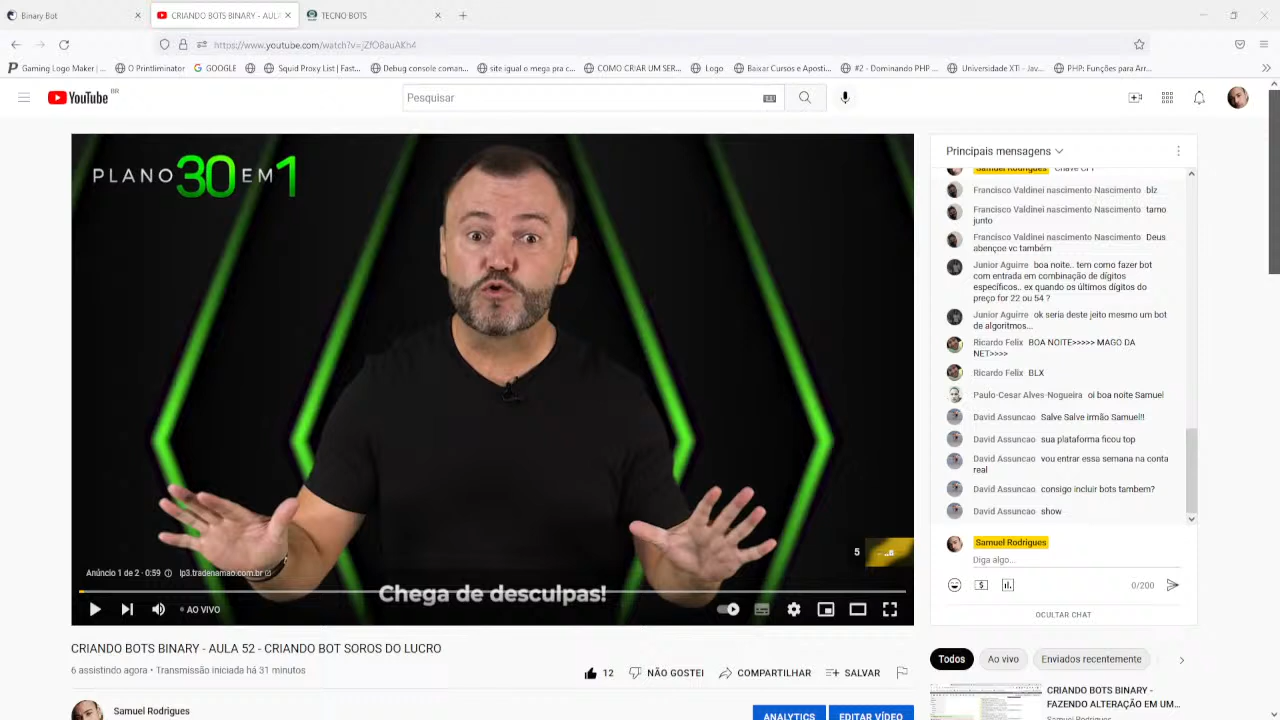 Binary Bot
CRIANDO BOTS BINARY - AULA
TECNO BOTS
https://www.youtube.com/watch?v=jZfO8auAKh4
Gaming Logo Maker | ...
O Printliminator
GOOGLE
Squid Proxy List | Fast...
Debug console coman...
site igual o mega na c...
COMO CRIAR UM SER...
Logo
Baixar Cursos e Aposti...
#2 - Dominando PHP ...
Universidade XTI - Jav...
PHP: Funções para Arr...
YouTube BR
Pesquisar
PLANO 30 EM 1
Principais mensagens
Samuel Rodrigues
Francisco Valdinei nascimento Nascimento blz
Francisco Valdinei nascimento Nascimento tamo
junto
Francisco Valdinei nascimento Nascimento Deus
abençoe vc também
Junior Aguirre boa noite.. tem como fazer bot
com entrada em combinação de dígitos
específicos.. ex quando os últimos dígitos do
preço for 22 ou 54 ?
Junior Aguirre ok seria deste jeito mesmo um bot
de algoritmos...
Ricardo Felix BOA NOITE>>>>> MAGO DA
NET>>>>
Ricardo Felix BLX
Paulo-Cesar Alves-Nogueira oi boa noite Samuel
David Assuncao Salve Salve irmão Samuel!!
David Assuncao sua plataforma ficou top
David Assuncao vou entrar essa semana na conta
real
David Assuncao consigo incluir bots tambem?
David Assuncao show
Samuel Rodrigues
Diga algo...
0/200
OCULTAR CHAT
5
Anúncio 1 de 2 · 0:59
lp3.tradenamao.com.br
Chega de desculpas!
AO VIVO
CRIANDO BOTS BINARY - AULA 52 - CRIANDO BOT SOROS DO LUCRO
6 assistindo agora • Transmissão iniciada há 31 minutos
12
NÃO GOSTEI
COMPARTILHAR
SALVAR
Todos
Ao vivo
Enviados recentemente
CRIANDO BOTS BINARY -
FAZENDO ALTERAÇÃO EM UM...
Samuel Rodrigues
Samuel Rodrigues
ANALYTICS
EDITAR VÍDEO